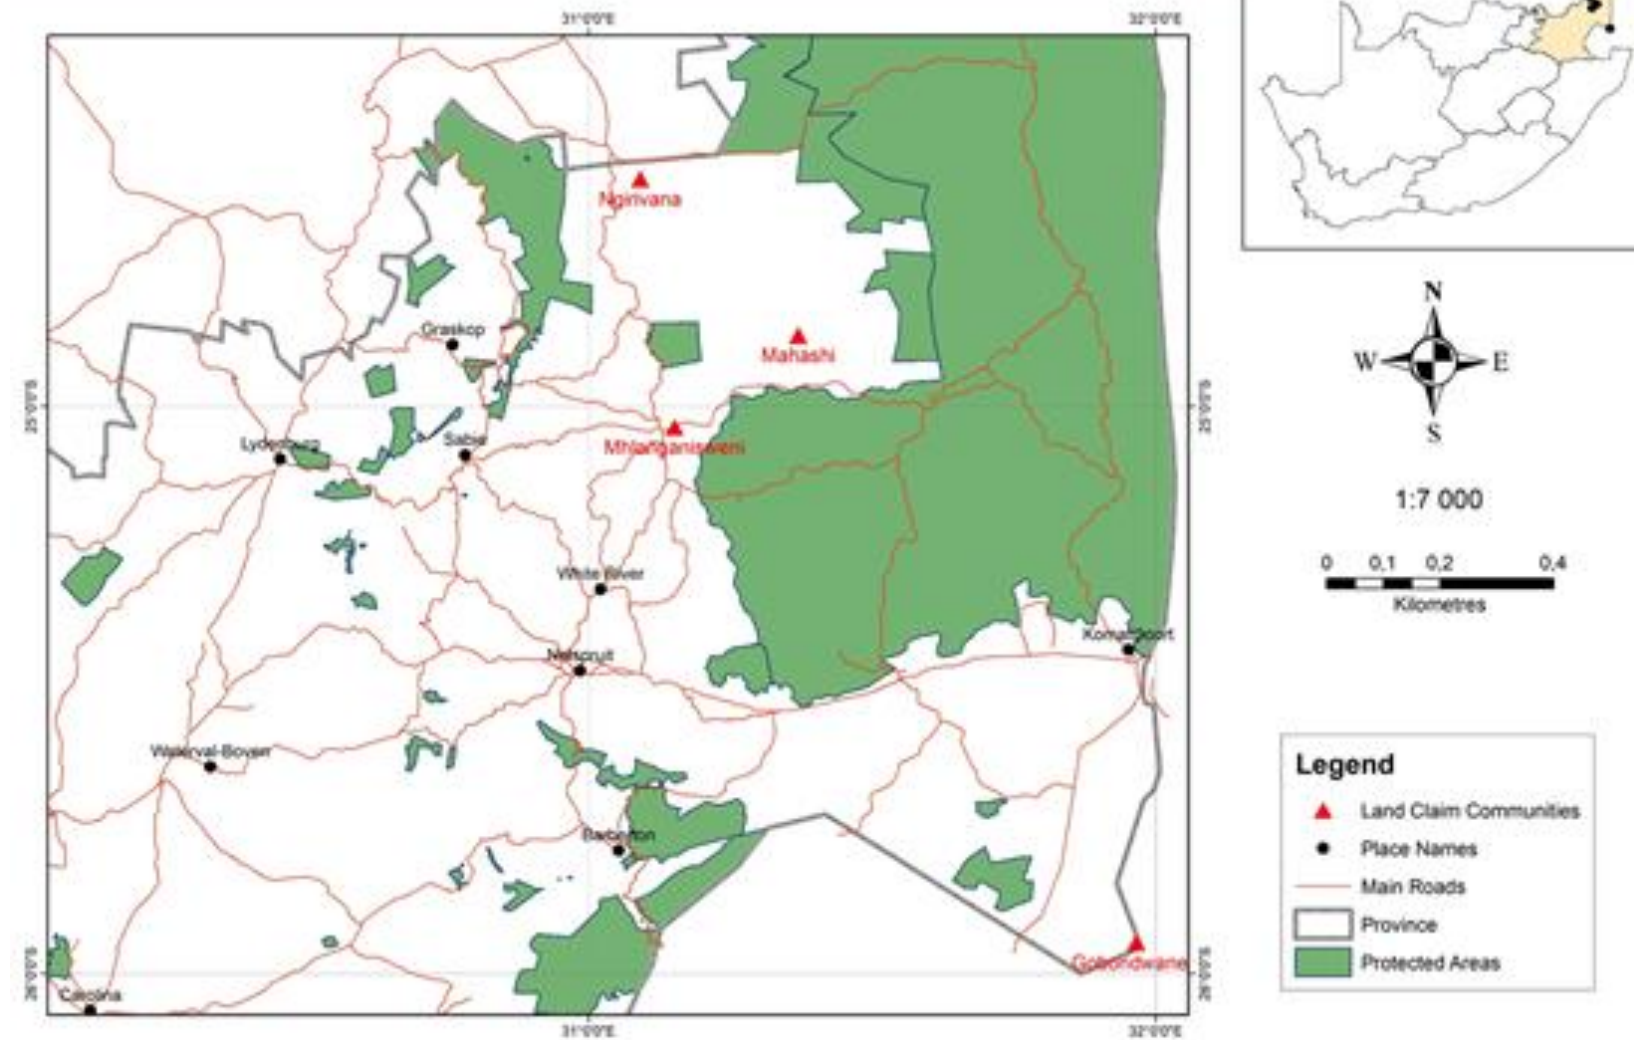 31°0'0"E
32°0'0"E
Nginvana
Graskop
Mahashi
25°0'0"S
25°0'0"S
Lydenburg
Sabie
Mhlanganisweni
White River
Nelspruit
Komatipoort
Waterval-Boven
Barberton
Gobondwane
26°0'0"S
26°0'0"S
Carolina
31°0'0"E
32°0'0"E
N
W
E
S
1:7 000
0 0,1 0,2 0,4
Kilometres
Legend
Land Claim Communities
Place Names
Main Roads
Province
Protected Areas